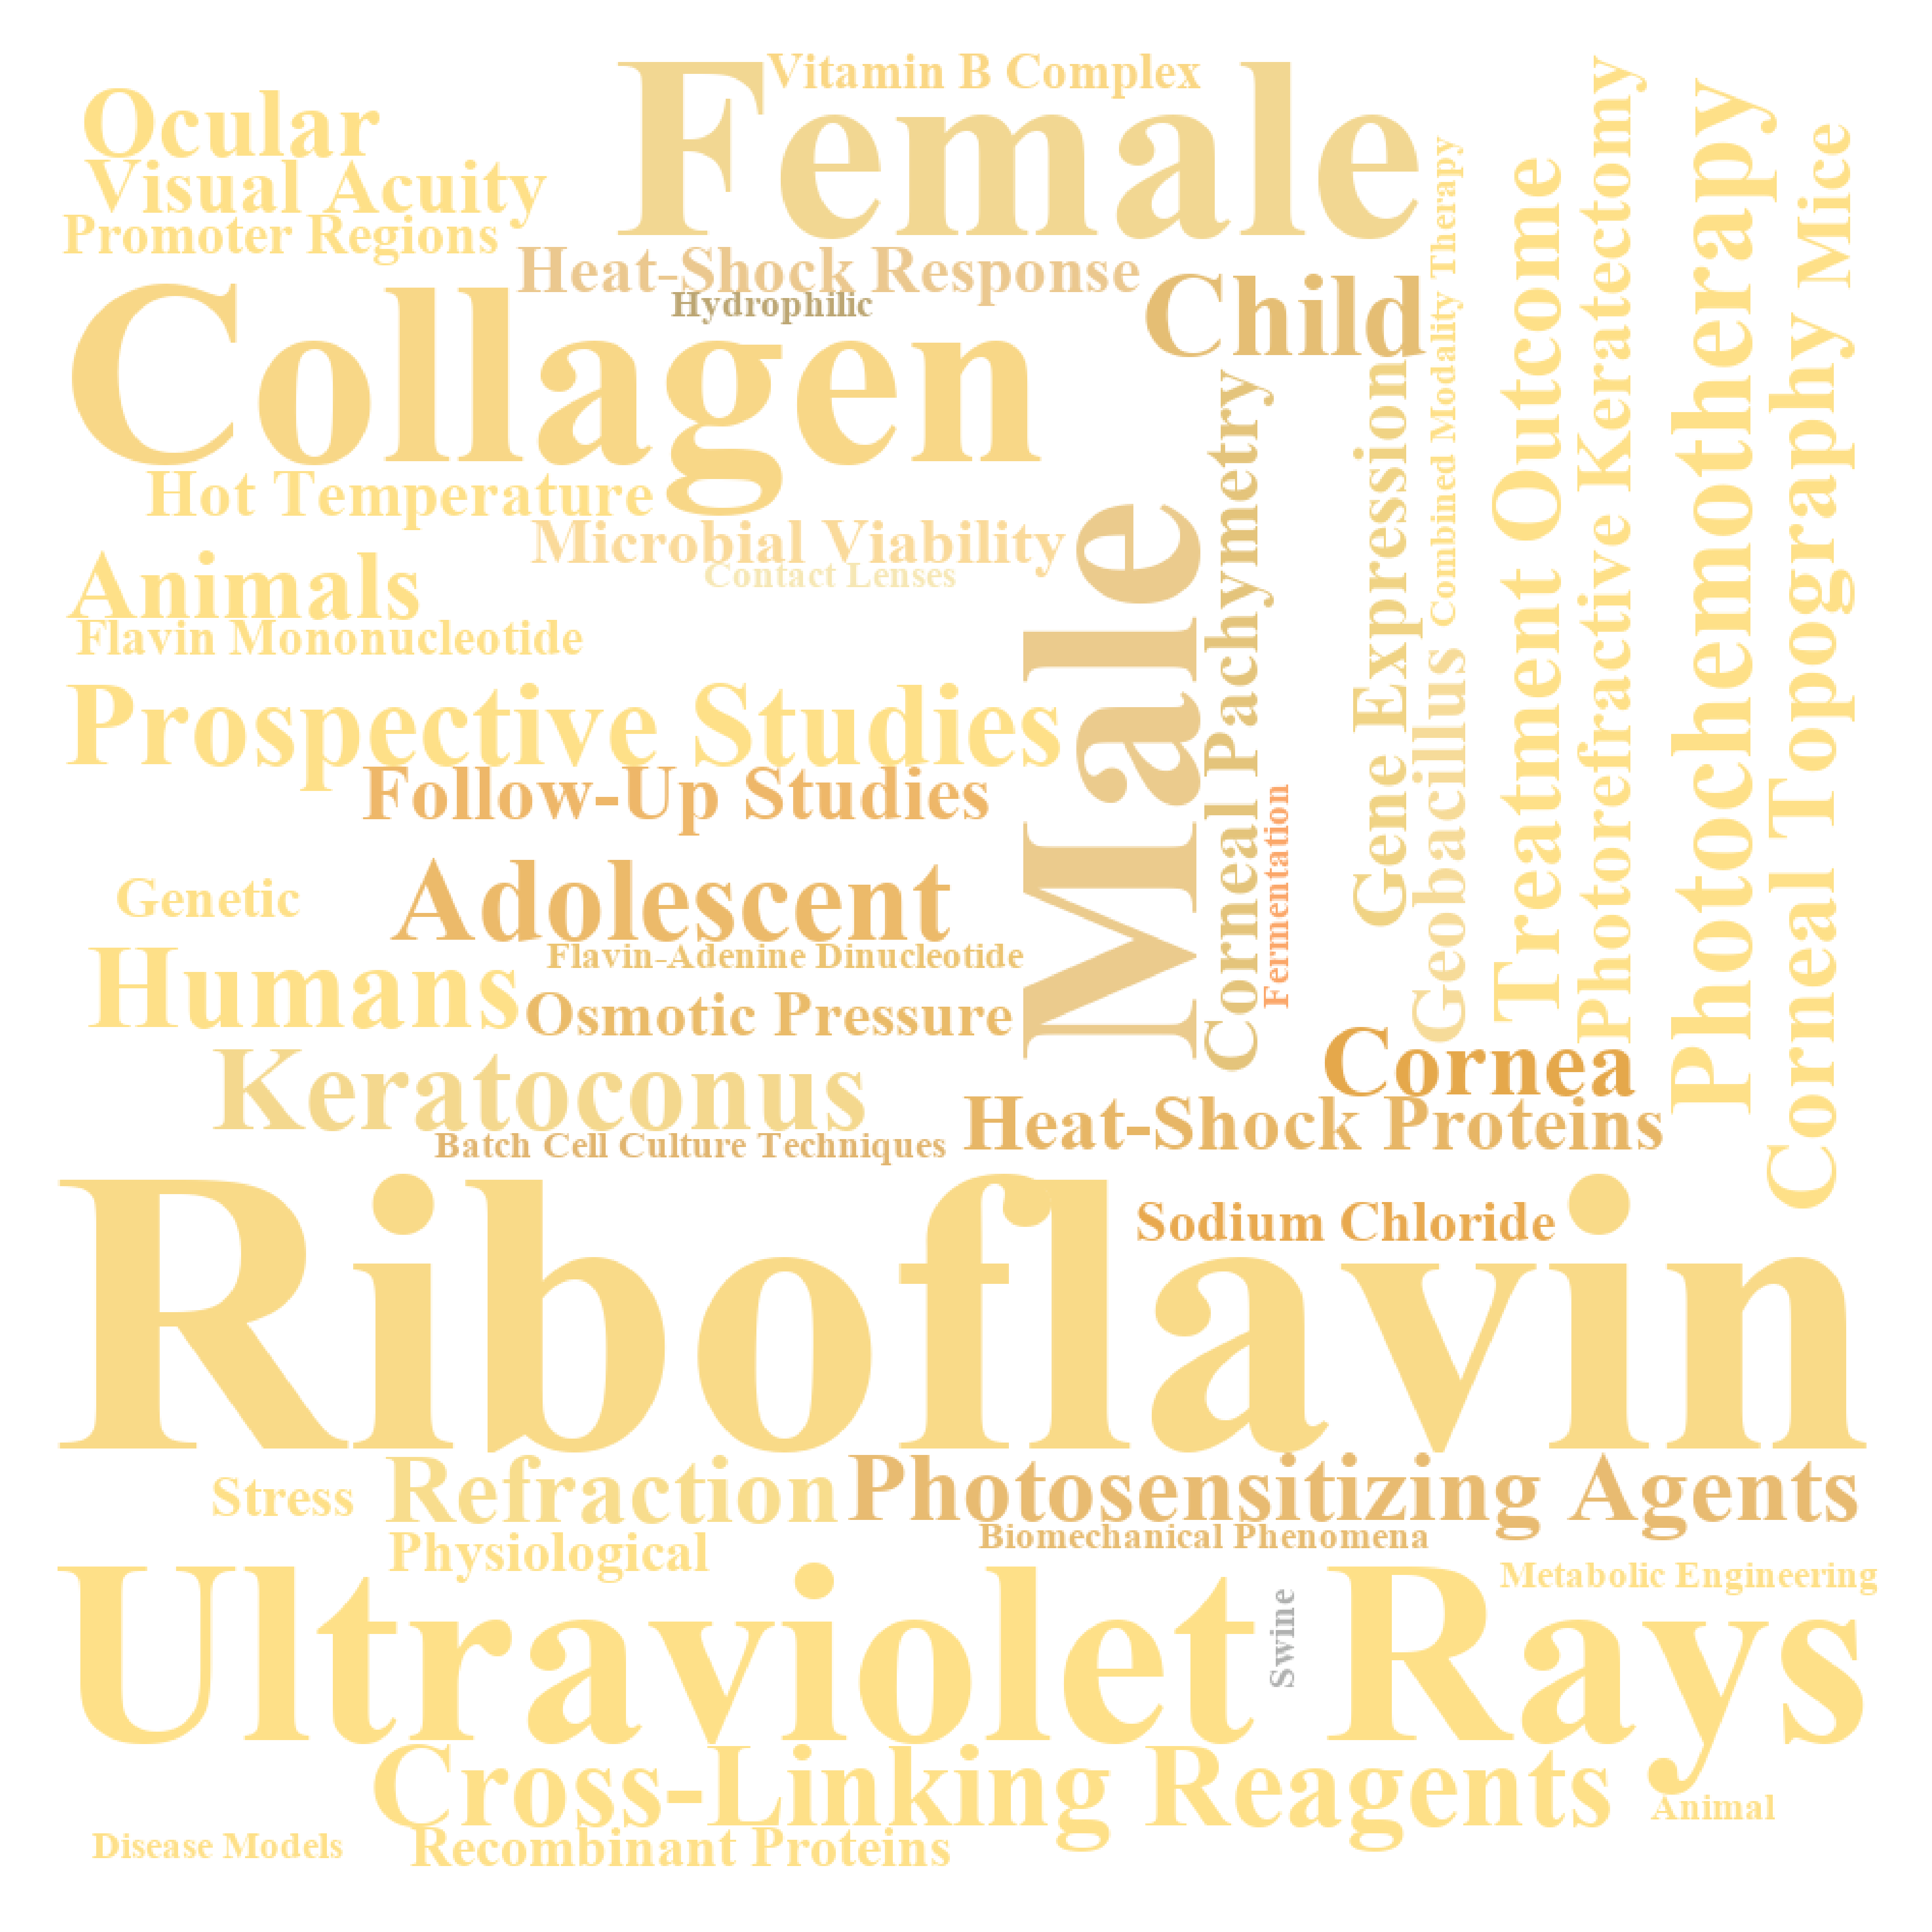 Vitamin B Complex
Female
Ocular
Visual Acuity
Promoter Regions
Heat-Shock Response
Hydrophilic
Child
Collagen
Hot Temperature
Microbial Viability
Contact Lenses
Animals
Flavin Mononucleotide
Prospective Studies
Follow-Up Studies
Genetic
Adolescent
Flavin-Adenine Dinucleotide
Humans
Osmotic Pressure
Keratoconus
Batch Cell Culture Techniques
Male
Corneal Pachymetry
Fermentation
Gene Expression
Geobacillus
Combined Modality Therapy
Treatment Outcome
Photorefractive Keratectomy
Photochemotherapy
Corneal Topography
Mice
Cornea
Heat-Shock Proteins
Sodium Chloride
Riboflavin
Stress
Refraction
Photosensitizing Agents
Physiological
Biomechanical Phenomena
Metabolic Engineering
Ultraviolet Rays
Swine
Cross-Linking Reagents
Animal
Disease Models
Recombinant Proteins